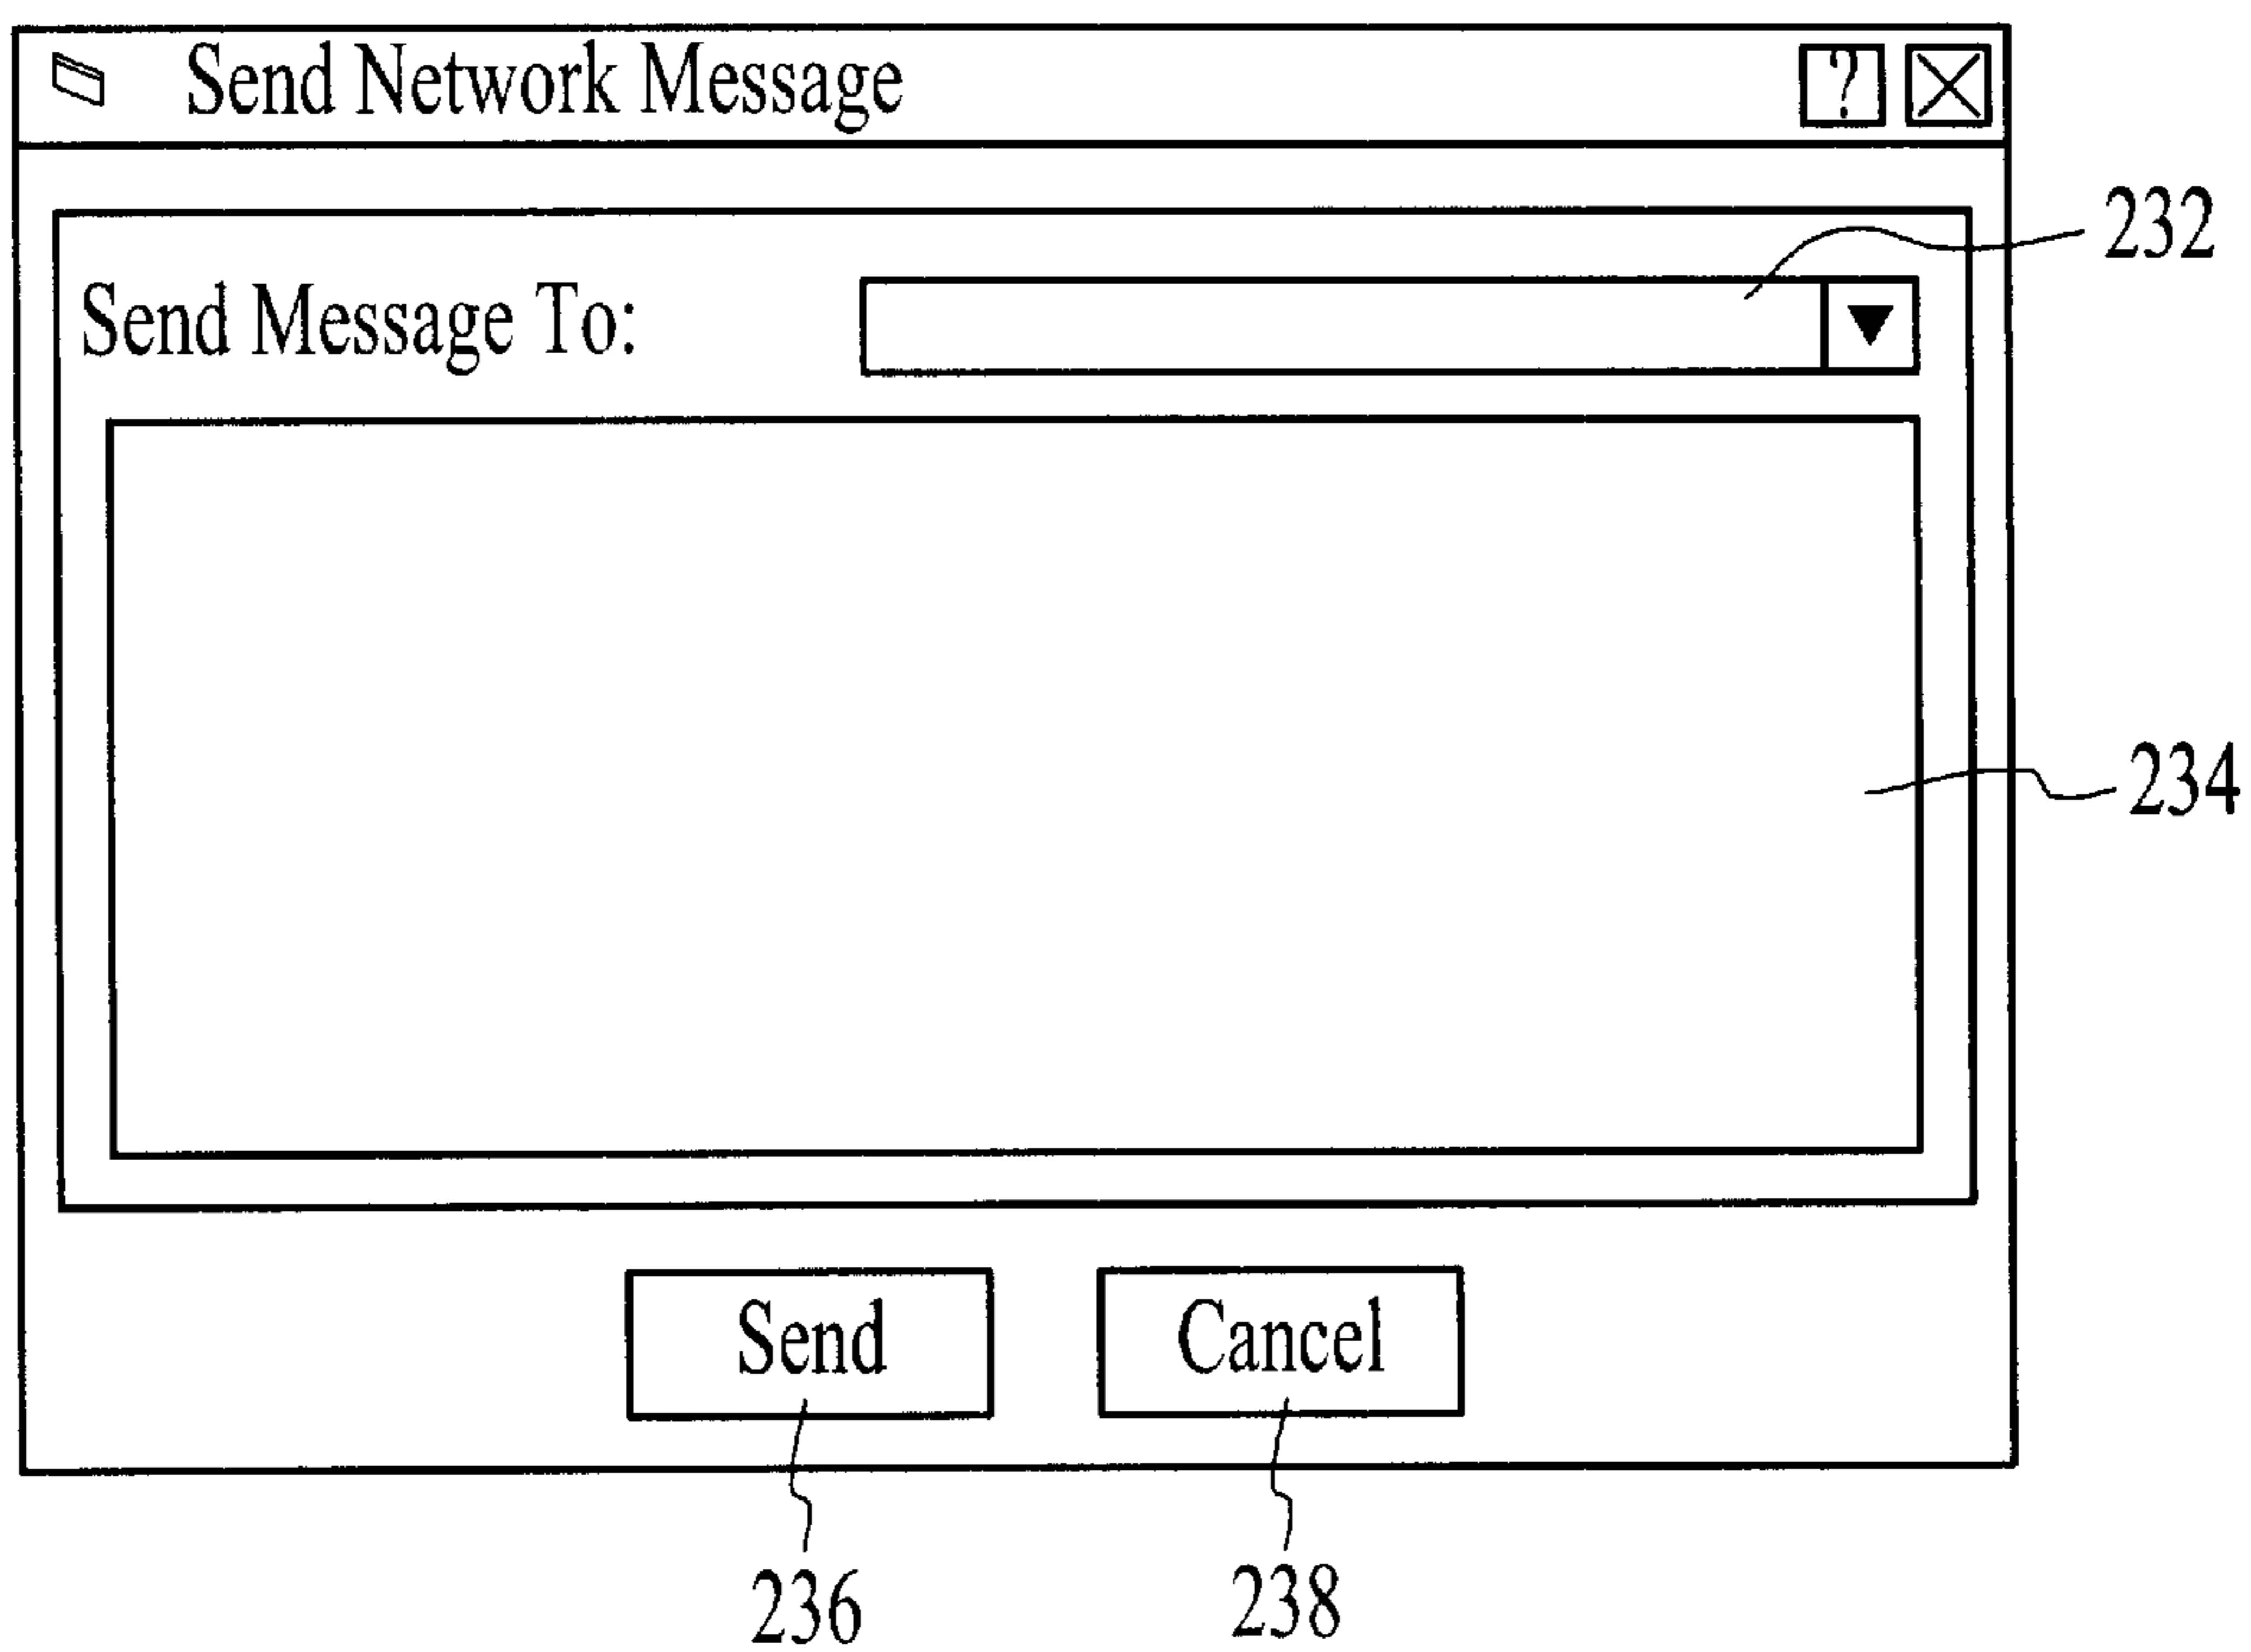 Send Network Message ?
232
Send Message To:
234
Send Cancel
236 238